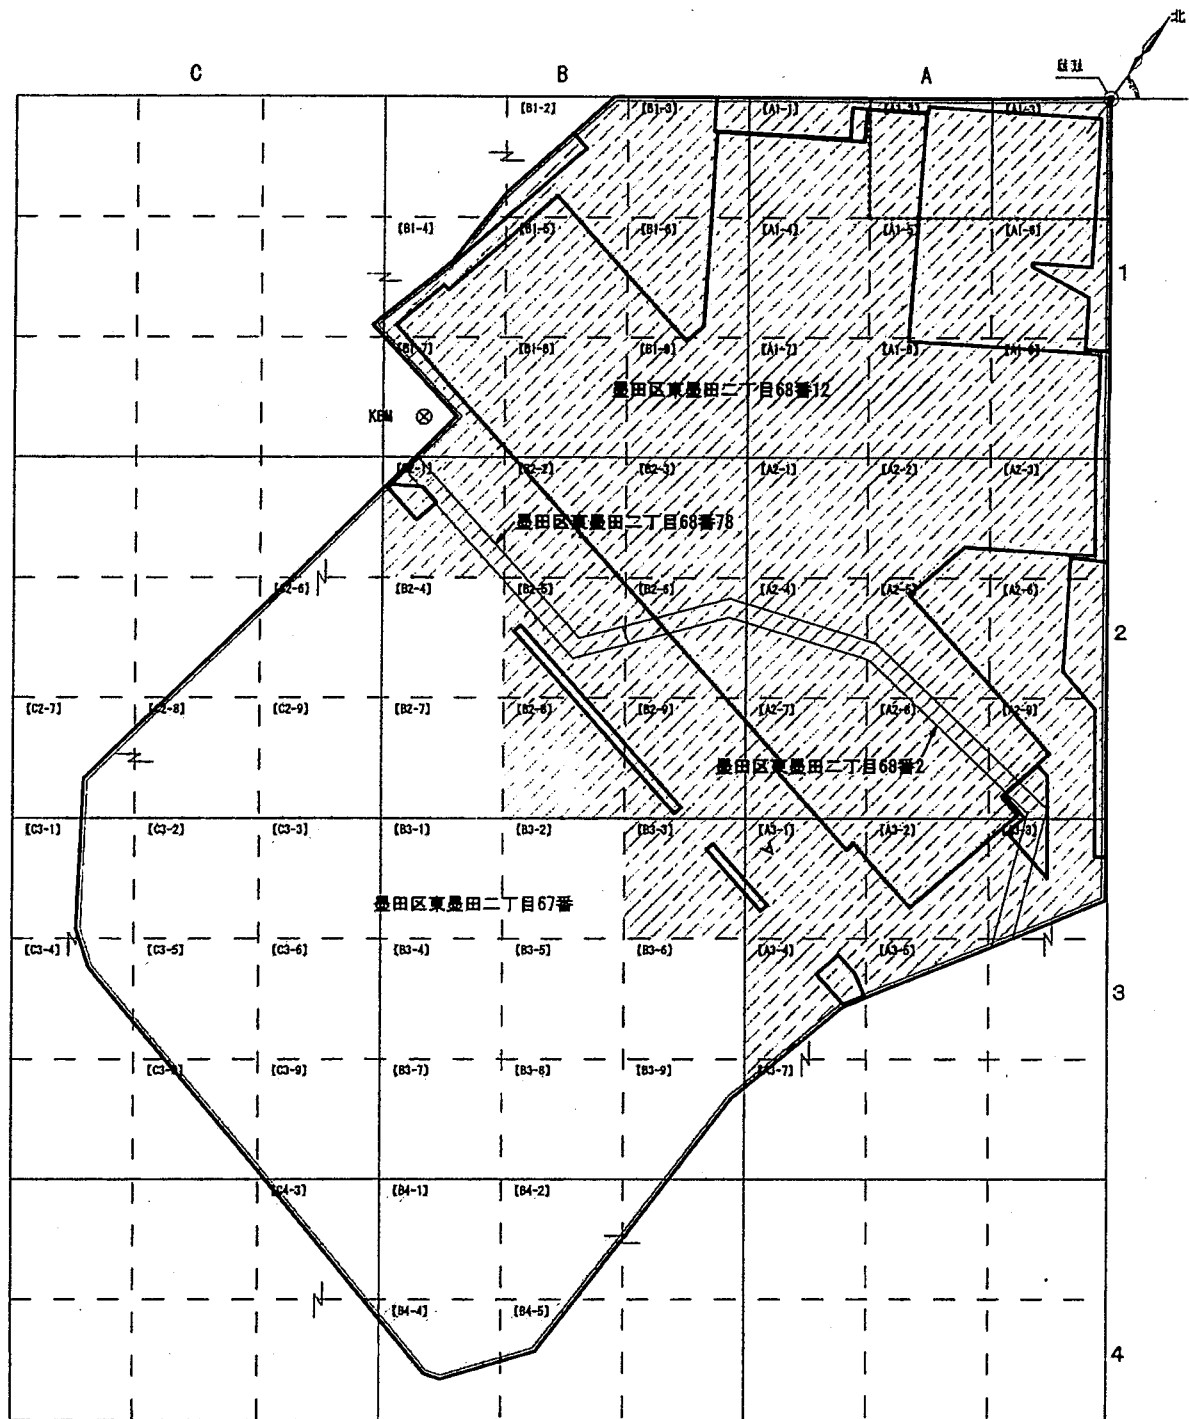 北
C B A
[B1-2] [B1-3] [A1-1] [A1-2] [A1-3]
[B1-4] [B1-5] [B1-6] [A1-4] [A1-5] [A1-6]
1
[B1-7] [B1-8] [B1-9] [A1-7] [A1-8] [A1-9]
墨田区東墨田二丁目68番12
KBM
[B2-1] [B2-2] [B2-3] [A2-1] [A2-2] [A2-3]
墨田区東墨田二丁目68番78
[C2-6] [B2-4] [B2-5] [B2-6] [A2-4] [A2-5] [A2-6]
2
[C2-7] [C2-8] [C2-9] [B2-7] [B2-8] [B2-9] [A2-7] [A2-8] [A2-9]
墨田区東墨田二丁目68番2
[C3-1] [C3-2] [C3-3] [B3-1] [B3-2] [B3-3] [A3-1] [A3-2] [A3-3]
墨田区東墨田二丁目67番
[C3-4] [C3-5] [C3-6] [B3-4] [B3-5] [B3-6] [A3-4] [A3-5]
3
[C3-8] [C3-9] [B3-7] [B3-8] [B3-9] [A3-7]
[C4-3] [B4-1] [B4-2]
[B4-4] [B4-5]
4